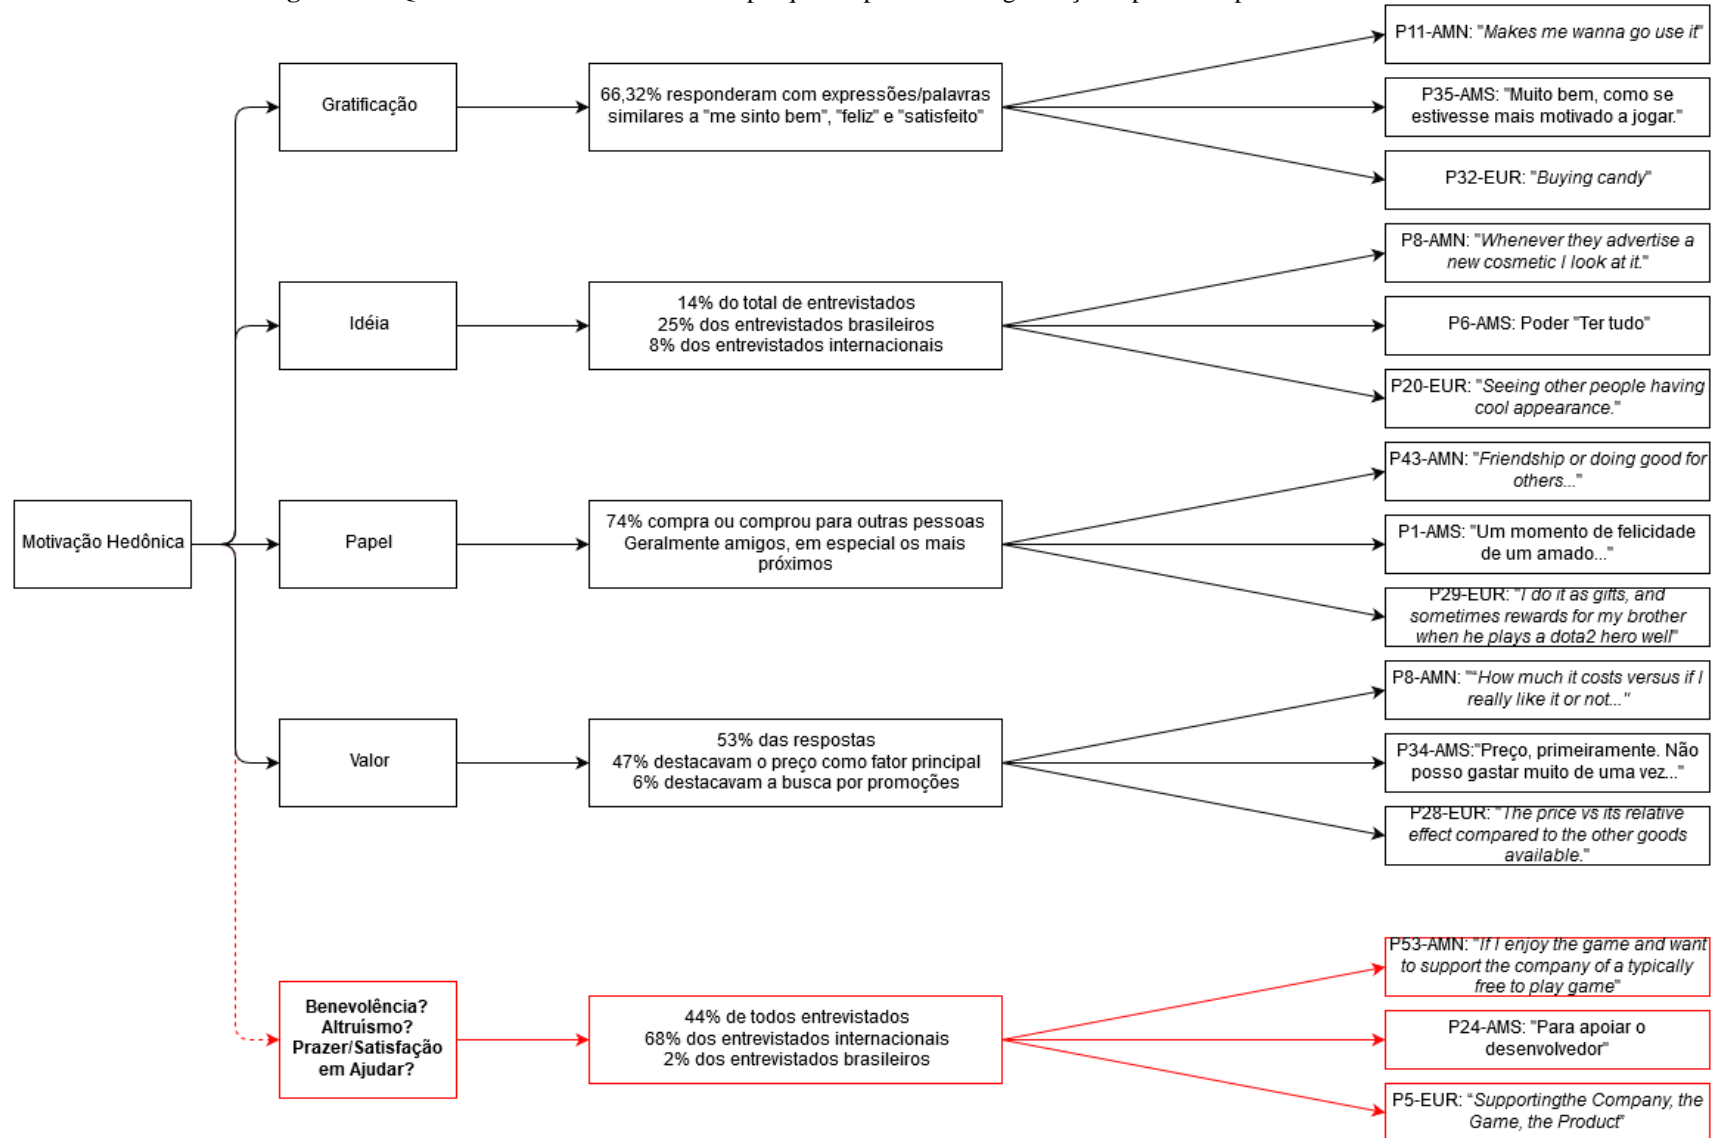 P11-AMN: "Makes me wanna go use it"
Gratificação
66,32% responderam com expressões/palavras
similares a "me sinto bem", "feliz" e "satisfeito"
P35-AMS: "Muito bem, como se
estivesse mais motivado a jogar."
P32-EUR: "Buying candy"
P8-AMN: "Whenever they advertise a
new cosmetic I look at it."
Idéia
14% do total de entrevistados
25% dos entrevistados brasileiros
8% dos entrevistados internacionais
P6-AMS: Poder "Ter tudo"
P20-EUR: "Seeing other people having
cool appearance."
P43-AMN: "Friendship or doing good for
others..."
Motivação Hedônica
Papel
74% compra ou comprou para outras pessoas
Geralmente amigos, em especial os mais
próximos
P1-AMS: "Um momento de felicidade
de um amado..."
P29-EUR: "I do it as gifts, and
sometimes rewards for my brother
when he plays a dota2 hero well"
P8-AMN: "“How much it costs versus if I
really like it or not..."
Valor
53% das respostas
47% destacavam o preço como fator principal
6% destacavam a busca por promoções
P34-AMS:"Preço, primeiramente. Não
posso gastar muito de uma vez..."
P28-EUR: "The price vs its relative
effect compared to the other goods
available."
P53-AMN: "If I enjoy the game and want
to support the company of a typically
free to play game"
Benevolência?
Altruísmo?
Prazer/Satisfação
em Ajudar?
44% de todos entrevistados
68% dos entrevistados internacionais
2% dos entrevistados brasileiros
P24-AMS: "Para apoiar o
desenvolvedor"
P5-EUR: “Supportingthe Company, the
Game, the Product"